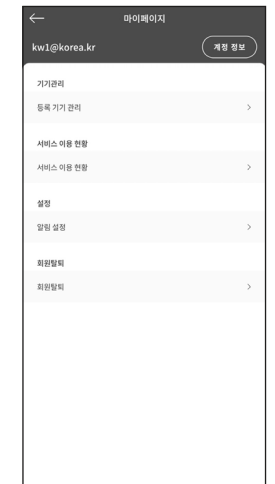 마이페이지
kw1@korea.kr
계정 정보
기기관리
등록 기기 관리
서비스 이용 현황
서비스 이용 현황
설정
알림 설정
회원탈퇴
회원탈퇴